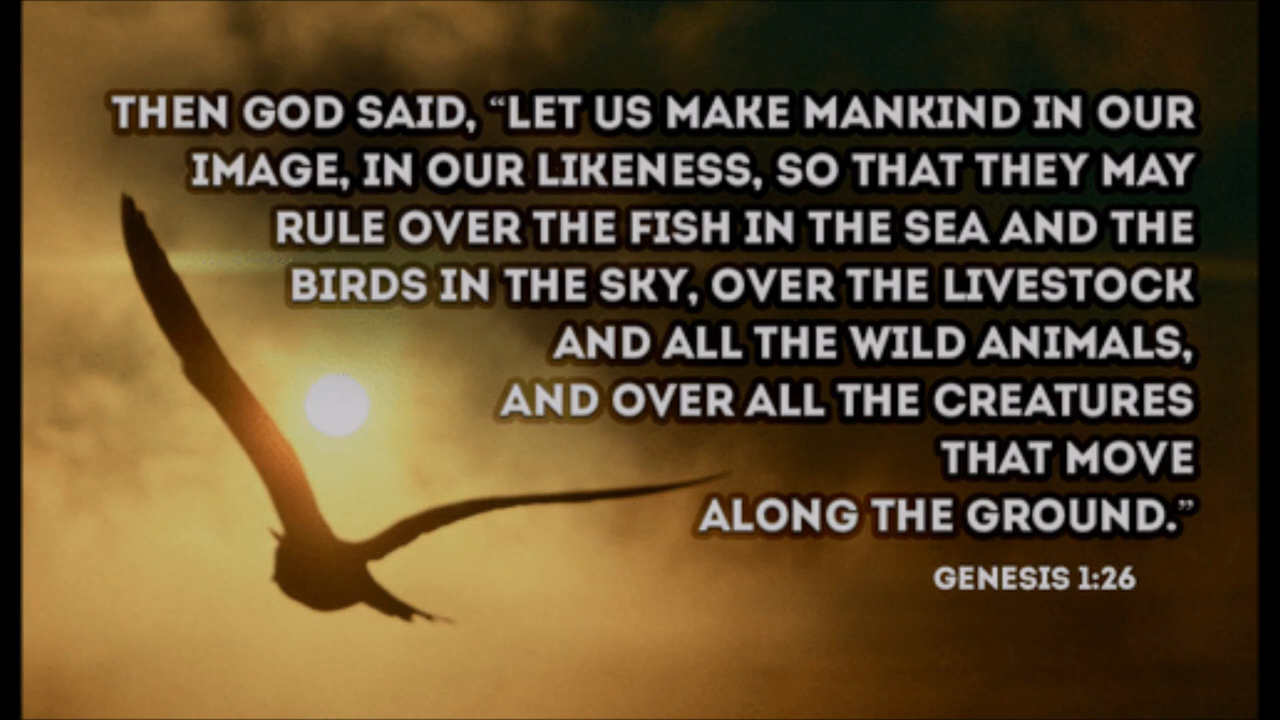 THEN GOD SAID, “LET US MAKE MANKIND IN OUR
IMAGE, IN OUR LIKENESS, SO THAT THEY MAY
RULE OVER THE FISH IN THE SEA AND THE
BIRDS IN THE SKY, OVER THE LIVESTOCK
AND ALL THE WILD ANIMALS,
AND OVER ALL THE CREATURES
THAT MOVE
ALONG THE GROUND.”
GENESIS 1:26